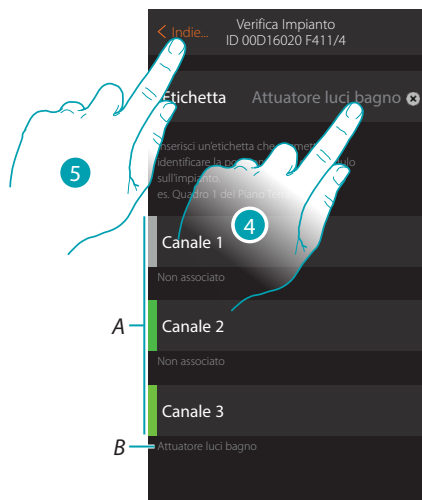 < Indie...
Verifica Impianto
ID 00D16020 F411/4
Etichetta Attuatore luci bagno
Inserisci un'etichetta che
identificare la
sull'impianto.
es. Quadro 1 del Piano
5
4
Canale 1
Non associato
A
Canale 2
Non associato
Canale 3
B
Attuatore luci bagno